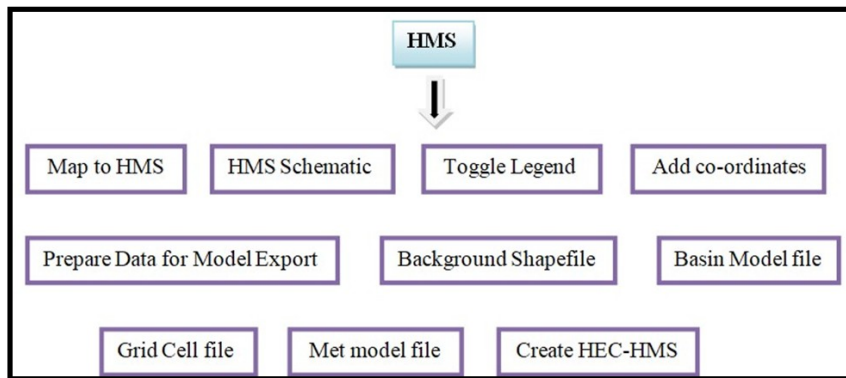 HMS
Map to HMS
HMS Schematic
Toggle Legend
Add co-ordinates
Prepare Data for Model Export
Background Shapefile
Basin Model file
Grid Cell file
Met model file
Create HEC-HMS